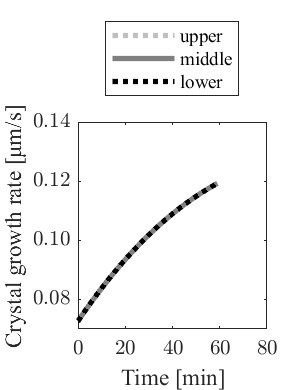 upper
middle
lower
Crystal growth rate [μm/s]
0.14
0.12
0.10
0.08
0 20 40 60 80
Time [min]